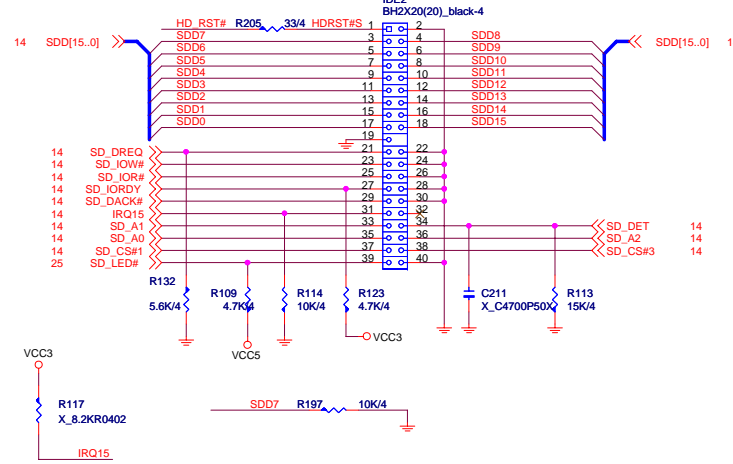 IDE2
BH2X20(20)_black-4
HD_RST# R205 33/4 HDRST#S 1 2
14 SDD[15..0] SDD7 3 4 SDD8 SDD[15..0] 1
SDD6 5 6 SDD9
SDD5 7 8 SDD10
SDD4 9 10 SDD11
SDD3 11 12 SDD12
SDD2 13 14 SDD13
SDD1 15 16 SDD14
SDD0 17 18 SDD15
19
14 SD_DREQ 21 22
14 SD_IOW# 23 24
14 SD_IOR# 25 26
14 SD_IORDY 27 28
14 SD_DACK# 29 30
14 IRQ15 31 32
14 SD_A1 33 34 SD_DET 14
14 SD_A0 35 36 SD_A2 14
14 SD_CS#1 37 38 SD_CS#3 14
25 SD_LED# 39 40
R132 R109 R114 R123 C211 R113
5.6K/4 4.7K/4 10K/4 4.7K/4 X_C4700P50X 15K/4
VCC3
VCC5
VCC3
R117 SDD7 R197 10K/4
X_8.2KR0402
IRQ15